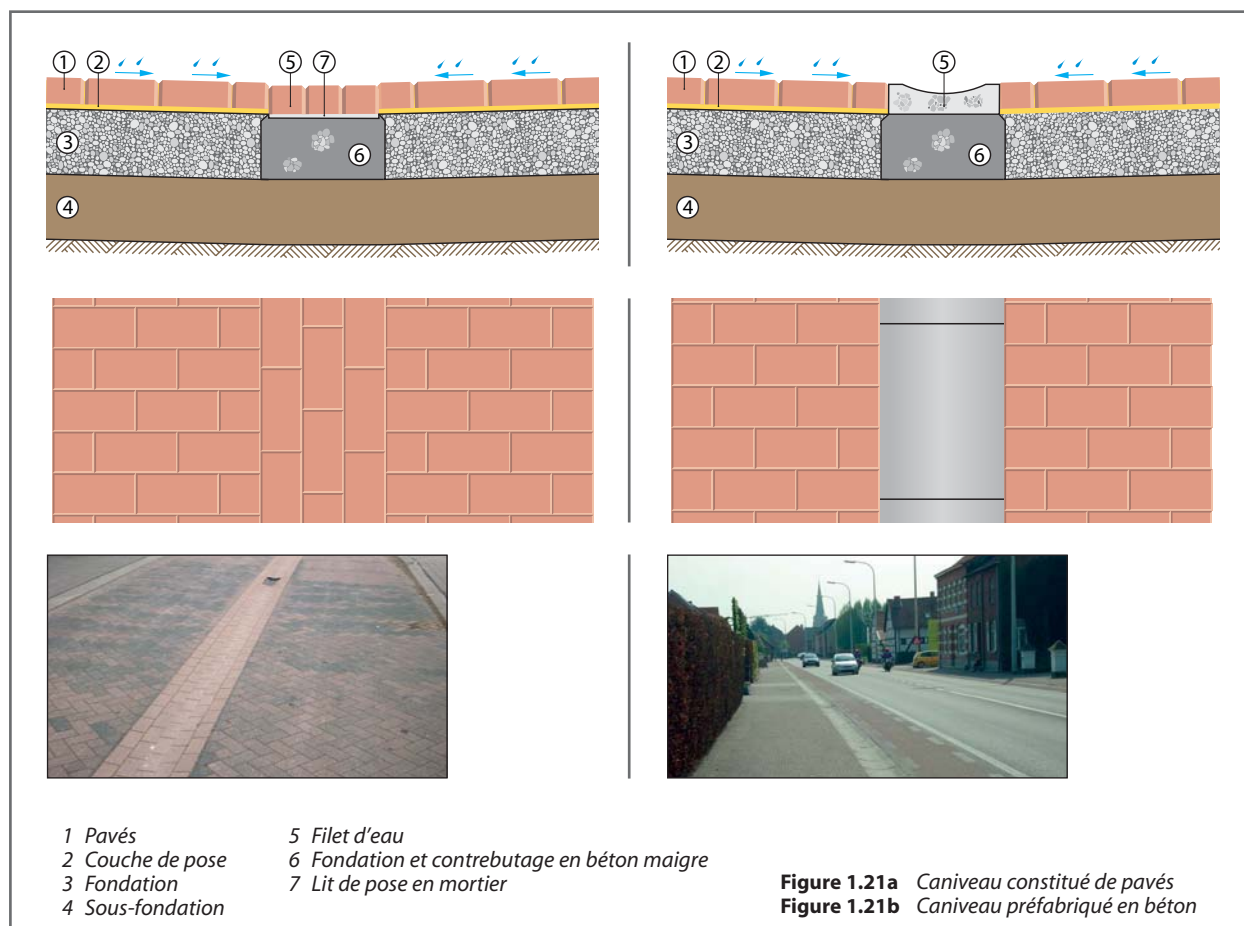 ① ② ⑤ ⑦
③ ⑥
④
① ② ⑤
③ ⑥
④
1 Pavés
2 Couche de pose
3 Fondation
4 Sous-fondation
5 Filet d'eau
6 Fondation et contrebutage en béton maigre
7 Lit de pose en mortier
Figure 1.21a Caniveau constitué de pavés
Figure 1.21b Caniveau préfabriqué en béton